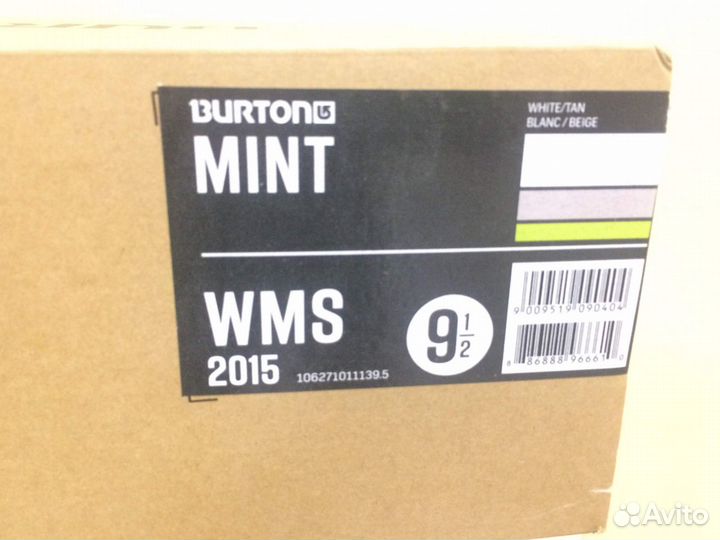 BURTON
MINT
WHITE/TAN
BLANC/BEIGE
WMS
2015
106271011139.5
9 1/2
9 009519 090404
8 86888 96661 0
Avito